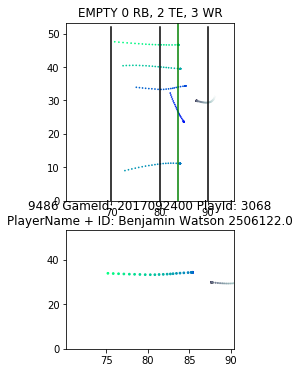 EMPTY 0 RB, 2 TE, 3 WR
50
40
30
20
10
0
70 80 90
9486 GameId: 2017092400 PlayId: 3068
PlayerName + ID: Benjamin Watson 2506122.0
40
20
0
75 80 85 90